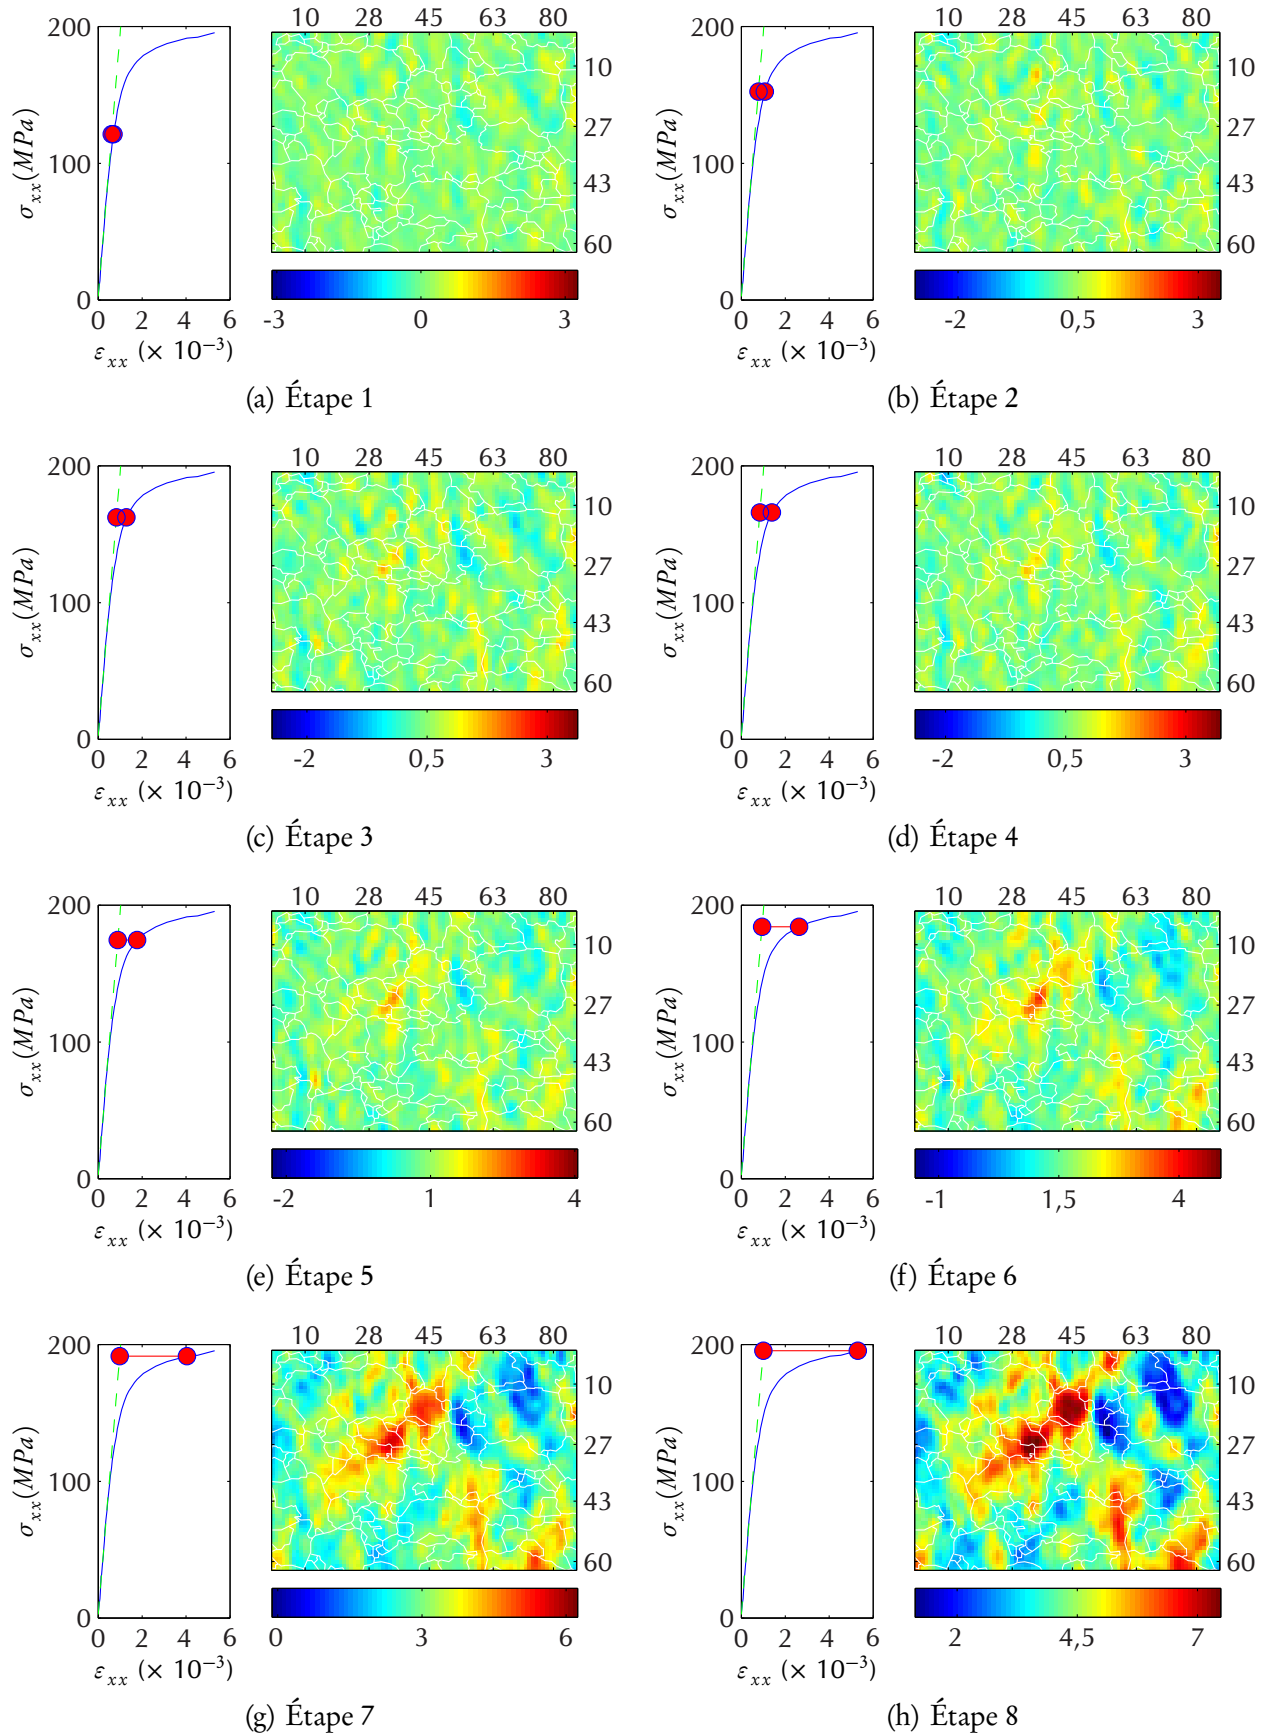 10 28 45 63 80 10 28 45 63 80
200 200
10 10
27 27
100 100
43 43
60 60
σxx(MPa) σxx(MPa)
0 0
0 2 4 6 -3 0 3 0 2 4 6 -2 0,5 3
εxx (× 10−3) εxx (× 10−3)
(a) Étape 1 (b) Étape 2
10 28 45 63 80 10 28 45 63 80
200 200
10 10
27 27
100 100
43 43
60 60
σxx(MPa) σxx(MPa)
0 0
0 2 4 6 -2 0,5 3 0 2 4 6 -2 0,5 3
εxx (× 10−3) εxx (× 10−3)
(c) Étape 3 (d) Étape 4
10 28 45 63 80 10 28 45 63 80
200 200
10 10
27 27
100 100
43 43
60 60
σxx(MPa) σxx(MPa)
0 0
0 2 4 6 -2 1 4 0 2 4 6 -1 1,5 4
εxx (× 10−3) εxx (× 10−3)
(e) Étape 5 (f) Étape 6
10 28 45 63 80 10 28 45 63 80
200 200
10 10
27 27
100 100
43 43
60 60
σxx(MPa) σxx(MPa)
0 0
0 2 4 6 0 3 6 0 2 4 6 2 4,5 7
εxx (× 10−3) εxx (× 10−3)
(g) Étape 7 (h) Étape 8